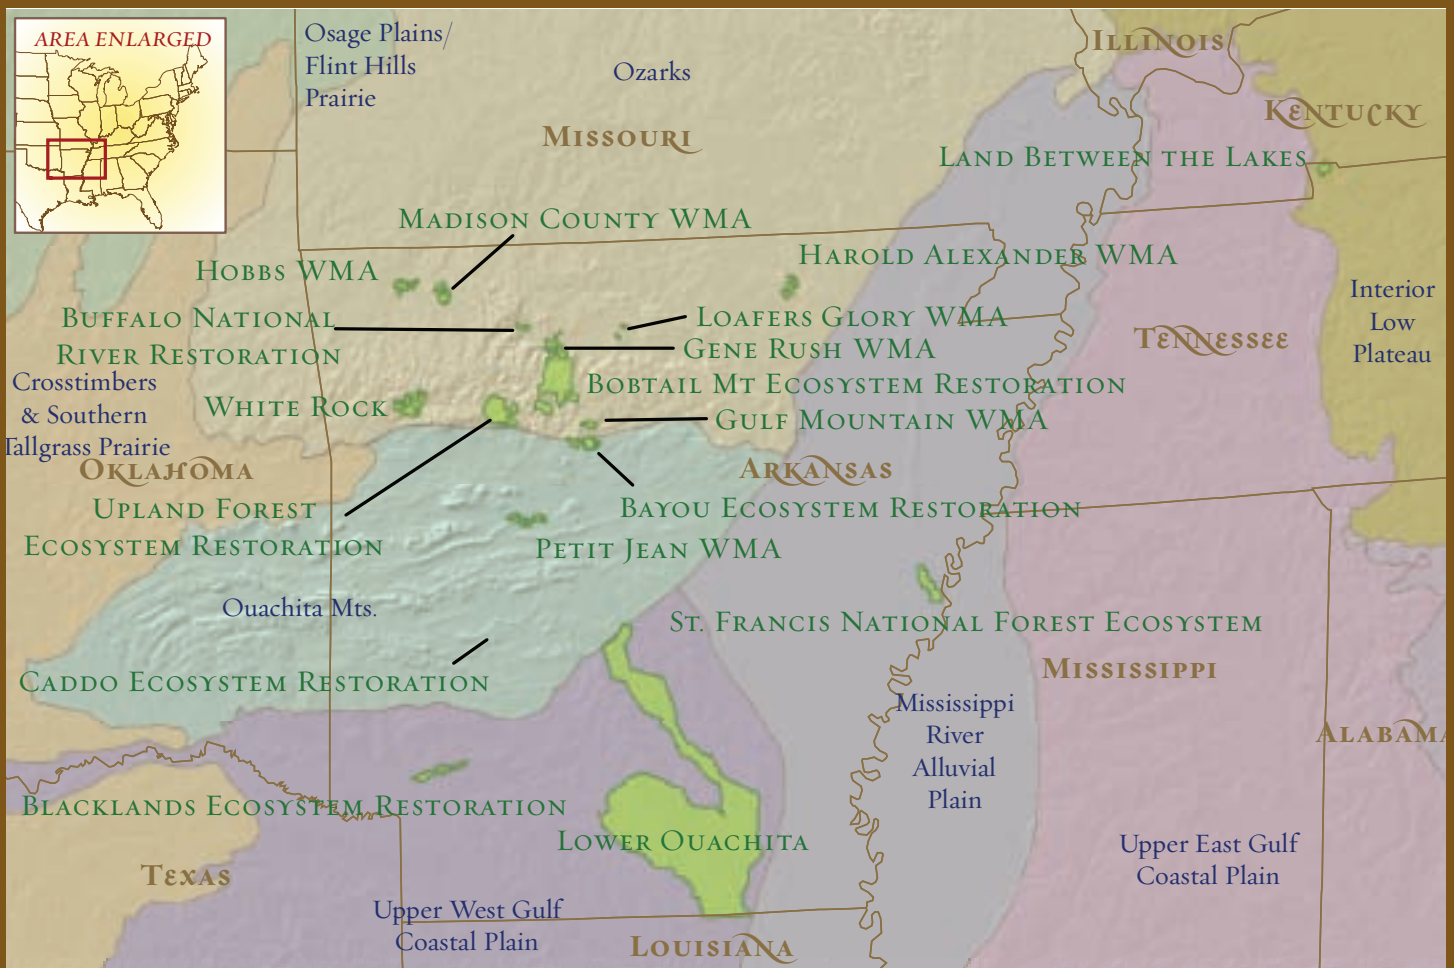 AREA ENLARGED
Osage Plains/
Flint Hills
Prairie
Ozarks
ILLINOIS
MISSOURI
KENTUCKY
LAND BETWEEN THE LAKES
MADISON COUNTY WMA
HAROLD ALEXANDER WMA
HOBBS WMA
BUFFALO NATIONAL
RIVER RESTORATION
LOAFERS GLORY WMA
GENE RUSH WMA
TENNESSEE
Interior
Low
Plateau
Crosstimbers
& Southern
Tallgrass Prairie
BOBTAIL MT ECOSYSTEM RESTORATION
WHITE ROCK
GULF MOUNTAIN WMA
OKLAHOMA
ARKANSAS
UPLAND FOREST
ECOSYSTEM RESTORATION
BAYOU ECOSYSTEM RESTORATION
PETIT JEAN WMA
Ouachita Mts.
ST. FRANCIS NATIONAL FOREST ECOSYSTEM
CADDO ECOSYSTEM RESTORATION
MISSISSIPPI
Mississippi
River
Alluvial
Plain
ALABAMA
BLACKLANDS ECOSYSTEM RESTORATION
LOWER OUACHITA
Upper East Gulf
Coastal Plain
TEXAS
Upper West Gulf
Coastal Plain
LOUISIANA